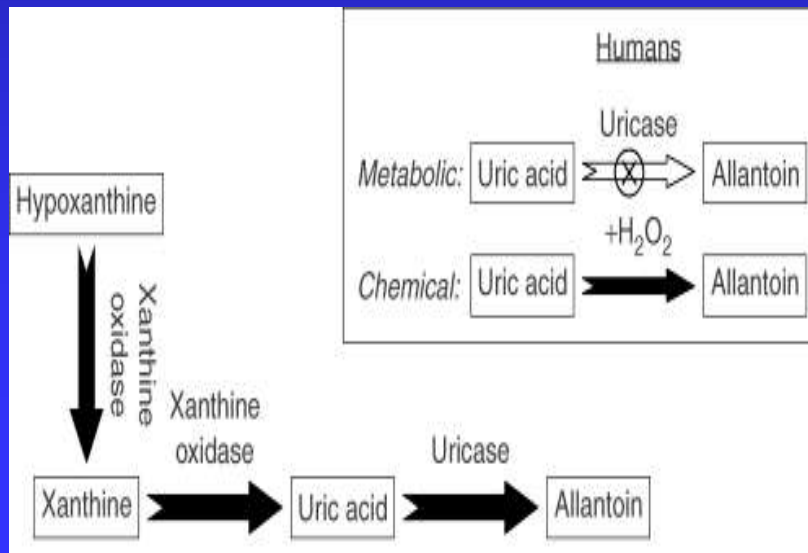 Humans
Uricase
Metabolic: Uric acid X Allantoin
+H₂O₂
Chemical: Uric acid Allantoin
Hypoxanthine
Xanthine
oxidase
Xanthine
oxidase
Uricase
Xanthine Uric acid Allantoin